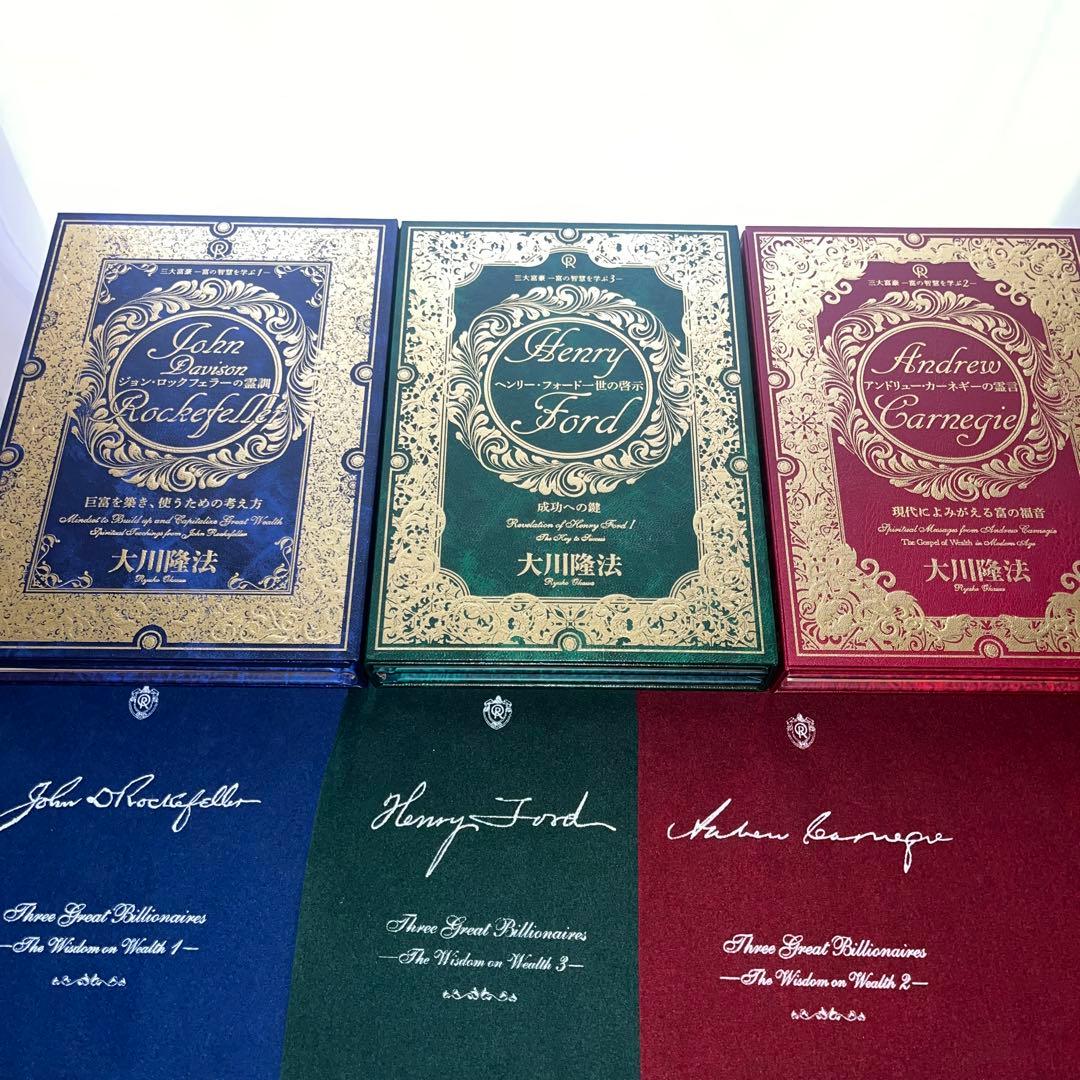 三大富豪 ―富の智慧を学ぶ1―
John
Davison
ジョン・ロックフェラーの霊訓
Rockefeller
巨富を築き、使うための考え方
Mindset to Build up and Capitalize Great Wealth
Spiritual Teachings from John Rockefeller
大川隆法
Ryuho Okawa
三大富豪 ―富の智慧を学ぶ3―
Henry
ヘンリー・フォード一世の啓示
Ford
成功への鍵
Revelation of Henry Ford I
The Key to Success
大川隆法
Ryuho Okawa
三大富豪 ―富の智慧を学ぶ2―
Andrew
アンドリュー・カーネギーの霊言
Carnegie
現代によみがえる富の福音
Spiritual Messages from Andrew Carnegie
The Gospel of Wealth in Modern Age
大川隆法
Ryuho Okawa
John D Rockefeller
Three Great Billionaires
―The Wisdom on Wealth 1―
Henry Ford
Three Great Billionaires
―The Wisdom on Wealth 3―
Andrew Carnegie
Three Great Billionaires
―The Wisdom on Wealth 2―